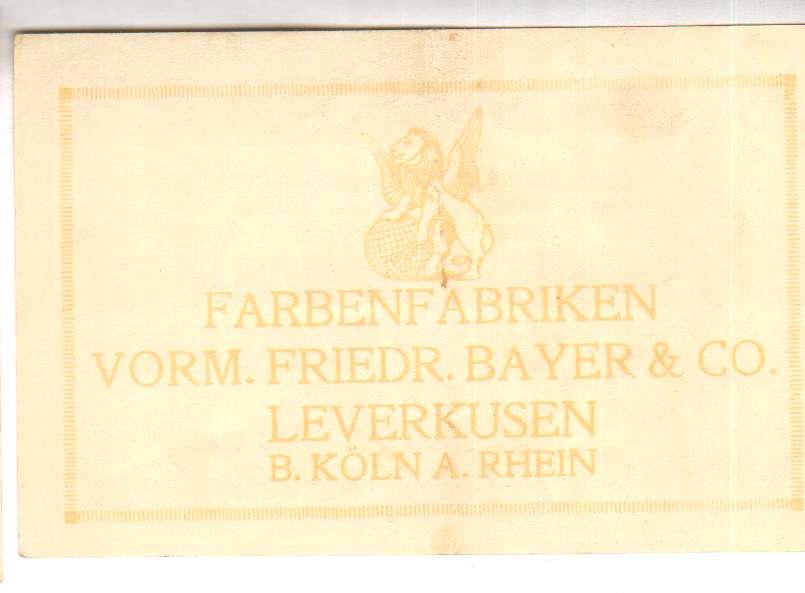 FARBENFABRIKEN
VORM. FRIEDR. BAYER & CO.
LEVERKUSEN
B. KÖLN A. RHEIN